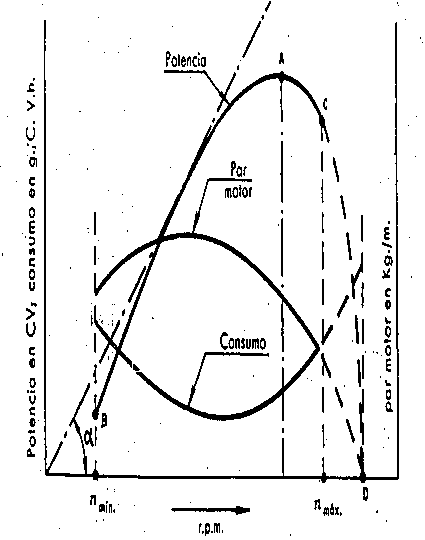 Potencia en CV; consumo en g./C. V.h.
Potencia
A
C
Par
motor
Consumo
B
α
par motor en Kg./m.
n mín.
n máx.
D
r.p.m.